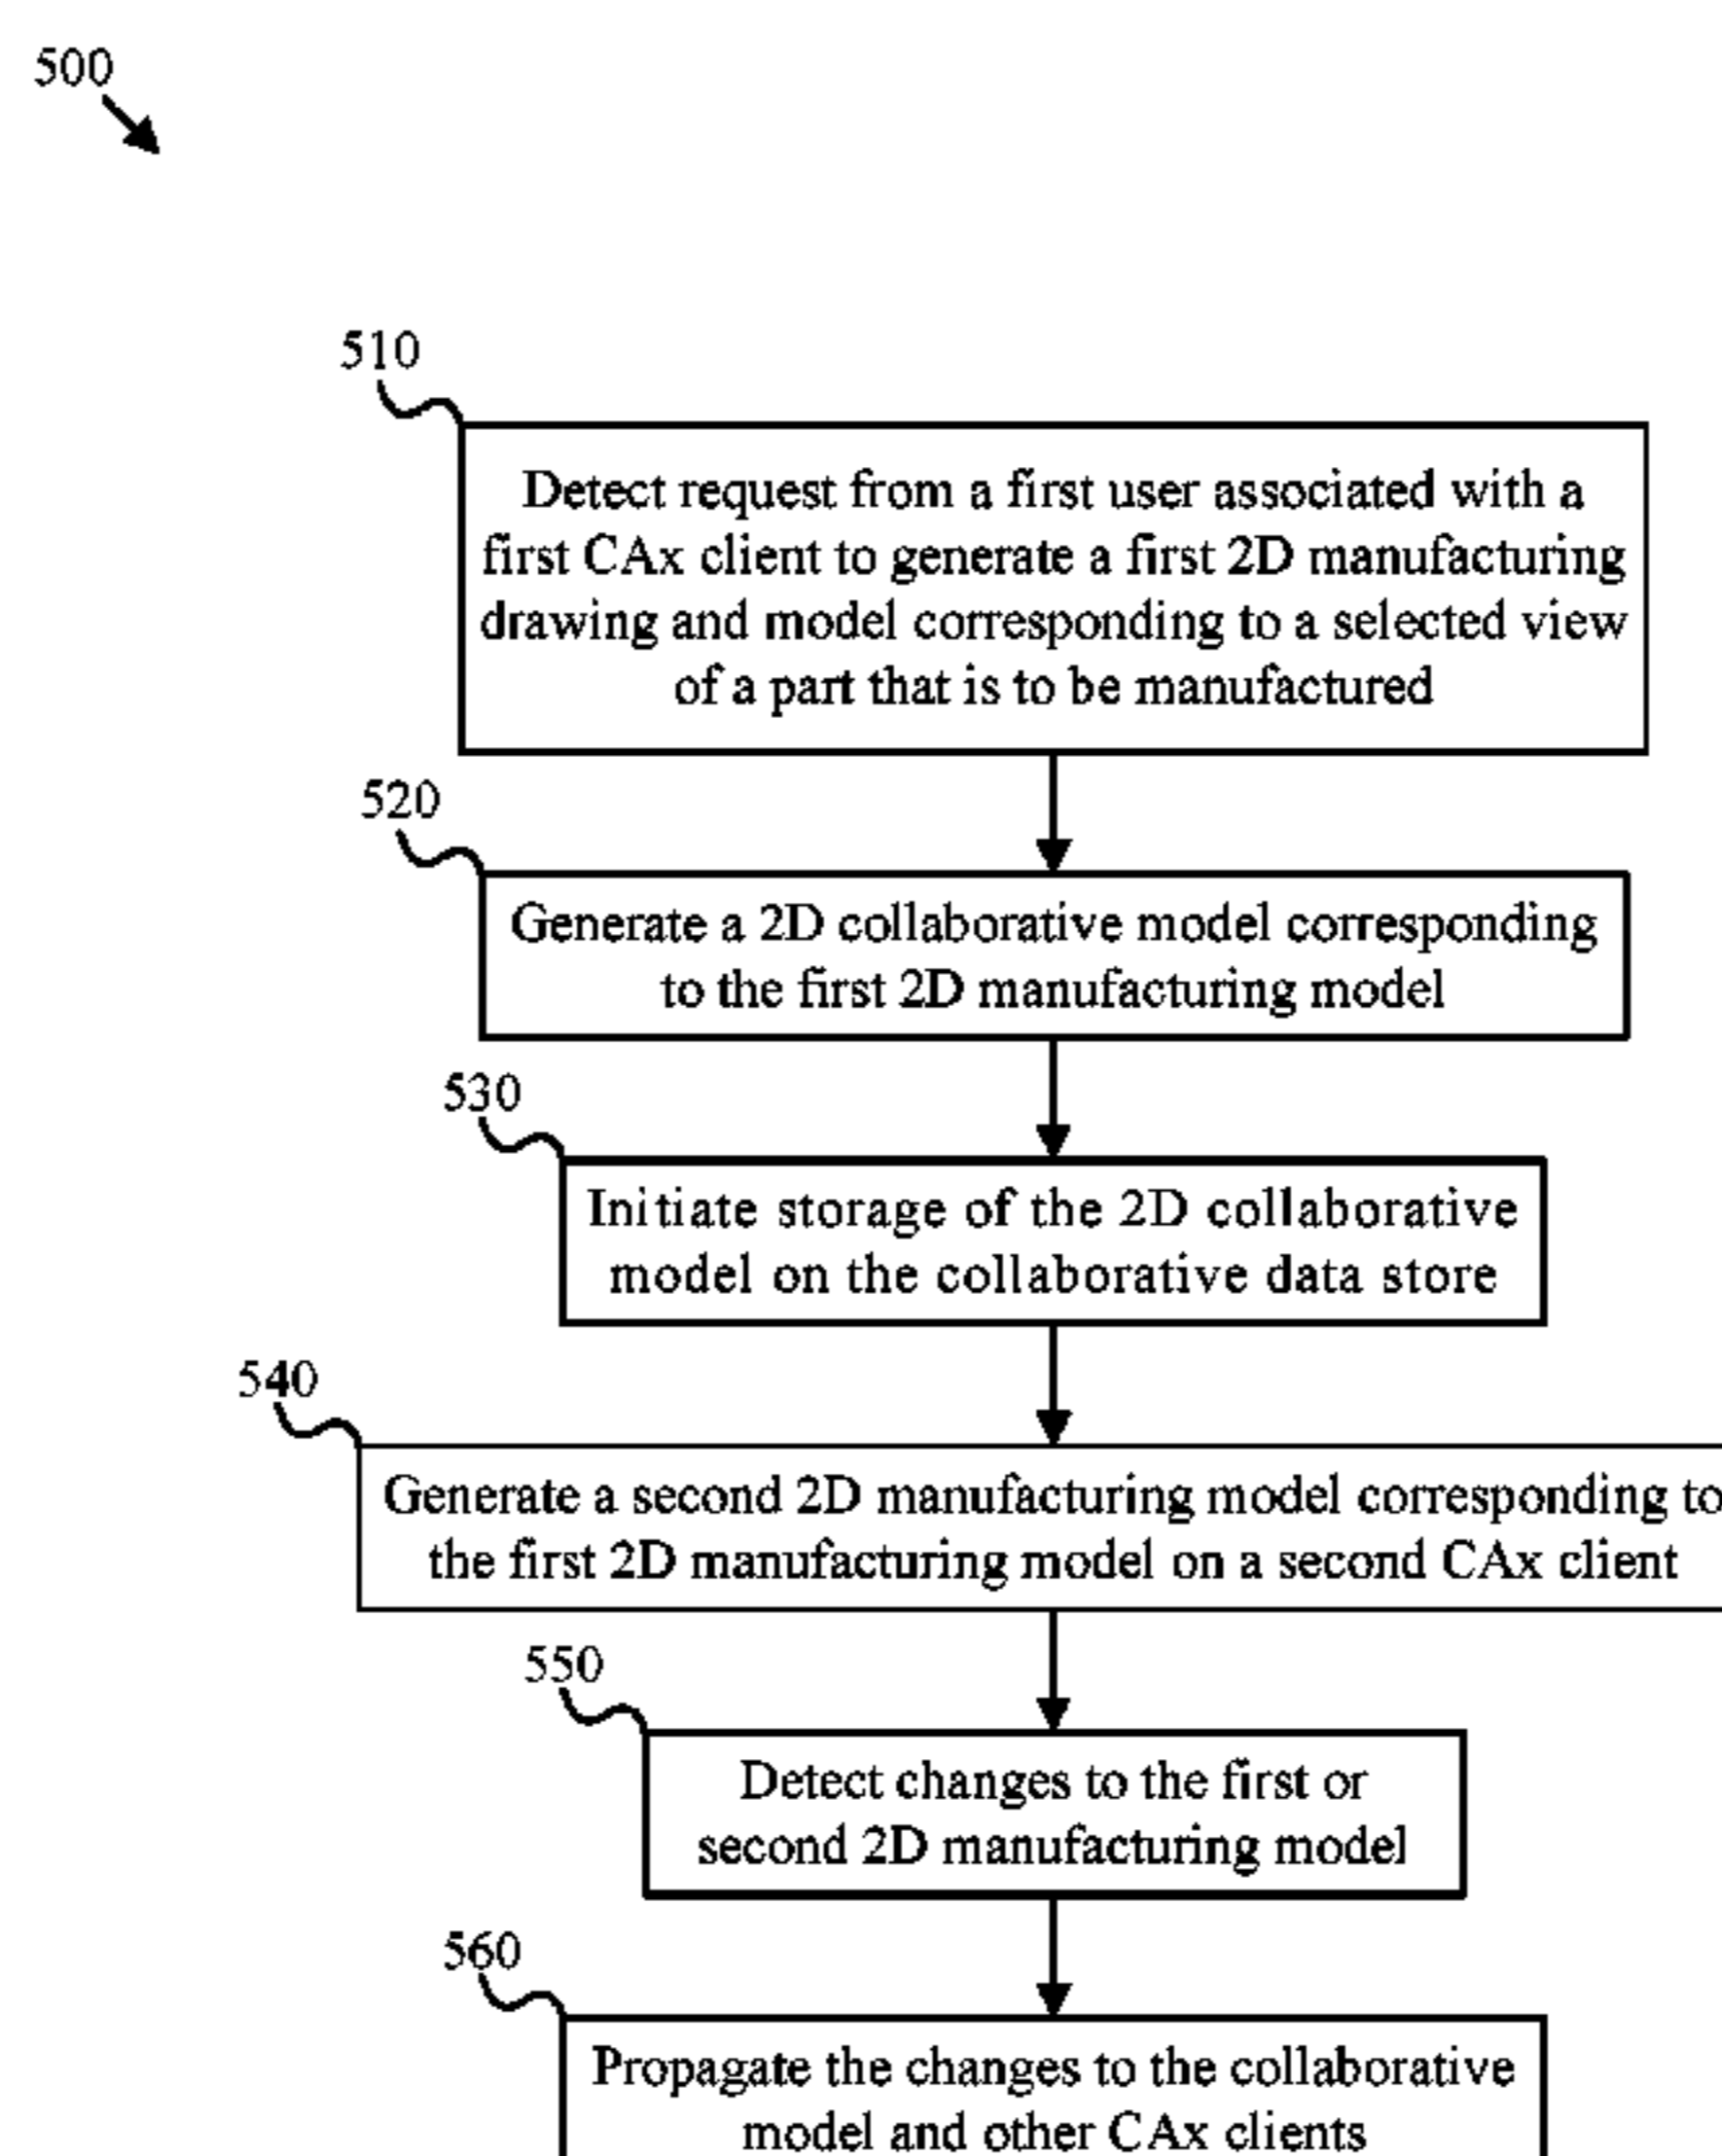 500
510
Detect request from a first user associated with a
first CAx client to generate a first 2D manufacturing
drawing and model corresponding to a selected view
of a part that is to be manufactured
520
Generate a 2D collaborative model corresponding
to the first 2D manufacturing model
530
Initiate storage of the 2D collaborative
model on the collaborative data store
540
Generate a second 2D manufacturing model corresponding to
the first 2D manufacturing model on a second CAx client
550
Detect changes to the first or
second 2D manufacturing model
560
Propagate the changes to the collaborative
model and other CAx clients